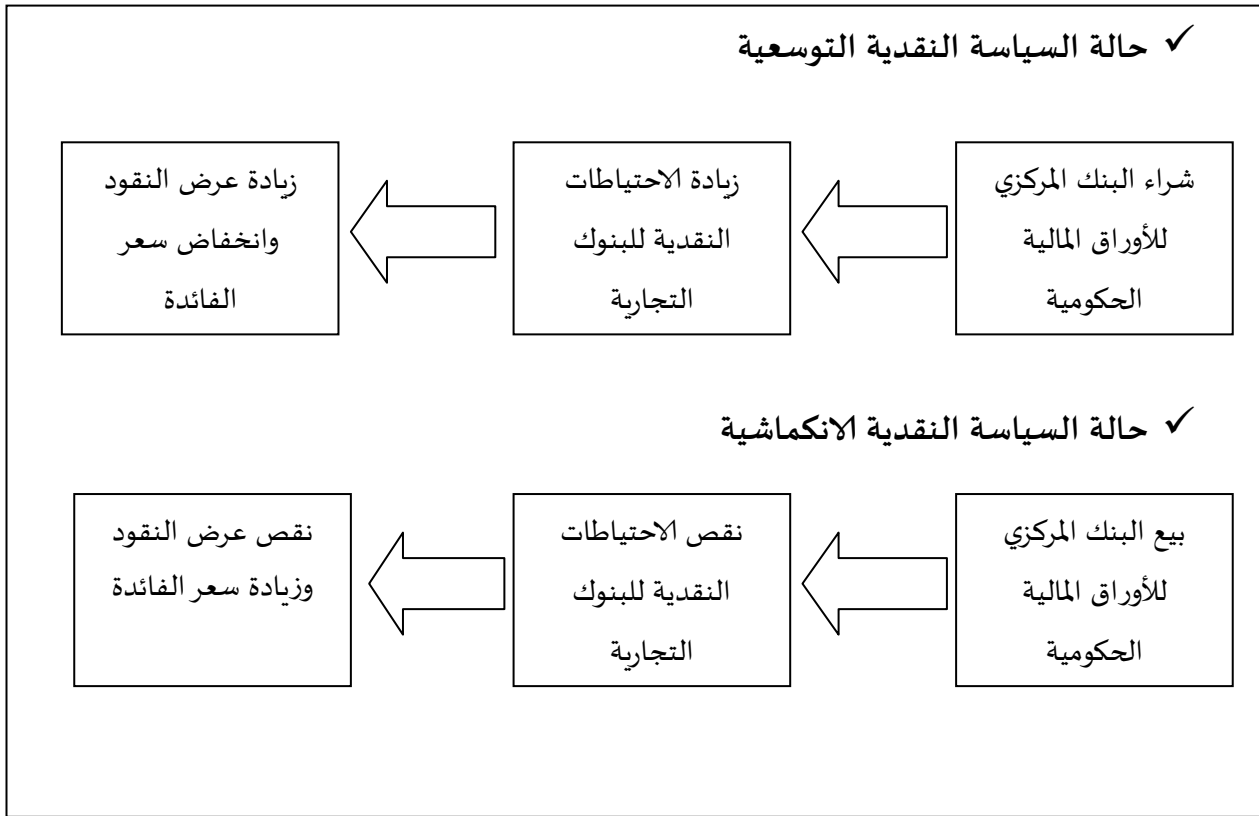 ✓ حالة السياسة النقدية التوسعية
شراء البنك المركزي
للأوراق المالية
الحكومية
زيادة الاحتياطات
النقدية للبنوك
التجارية
زيادة عرض النقود
وانخفاض سعر
الفائدة
✓ حالة السياسة النقدية الانكماشية
بيع البنك المركزي
للأوراق المالية
الحكومية
نقص الاحتياطات
النقدية للبنوك
التجارية
نقص عرض النقود
وزيادة سعر الفائدة